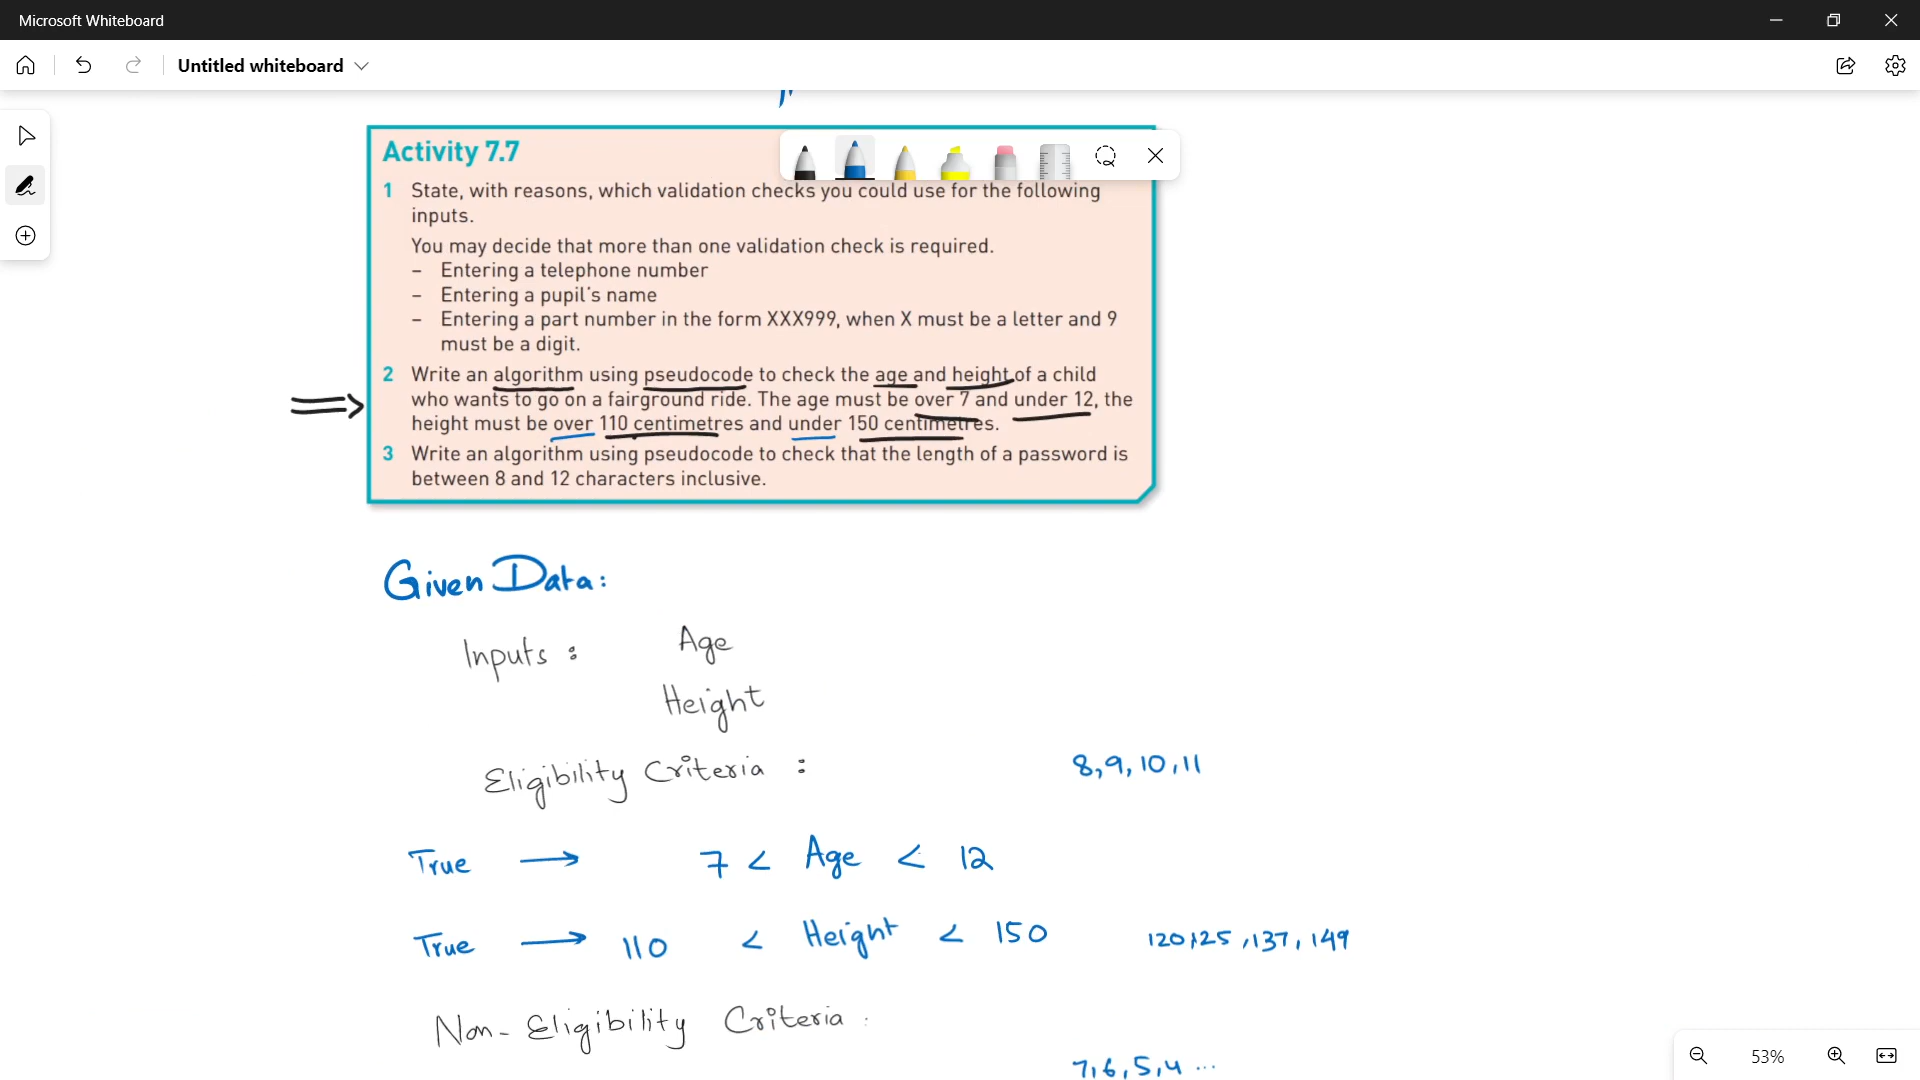 Microsoft Whiteboard
Untitled whiteboard
Activity 7.7
1 State, with reasons, which validation checks you could use for the following
inputs.
You may decide that more than one validation check is required.
– Entering a telephone number
– Entering a pupil's name
– Entering a part number in the form XXX999, when X must be a letter and 9
must be a digit.
2 Write an algorithm using pseudocode to check the age and height of a child
who wants to go on a fairground ride. The age must be over 7 and under 12, the
height must be over 110 centimetres and under 150 centimetres.
3 Write an algorithm using pseudocode to check that the length of a password is
between 8 and 12 characters inclusive.
Given Data:
Inputs : Age
Height
Eligibility Criteria :
8,9,10,11
True → 7 < Age < 12
True → 110 < Height < 150
120,125,137,149
Non-Eligibility Criteria :
7,6,5,4 ...
53%